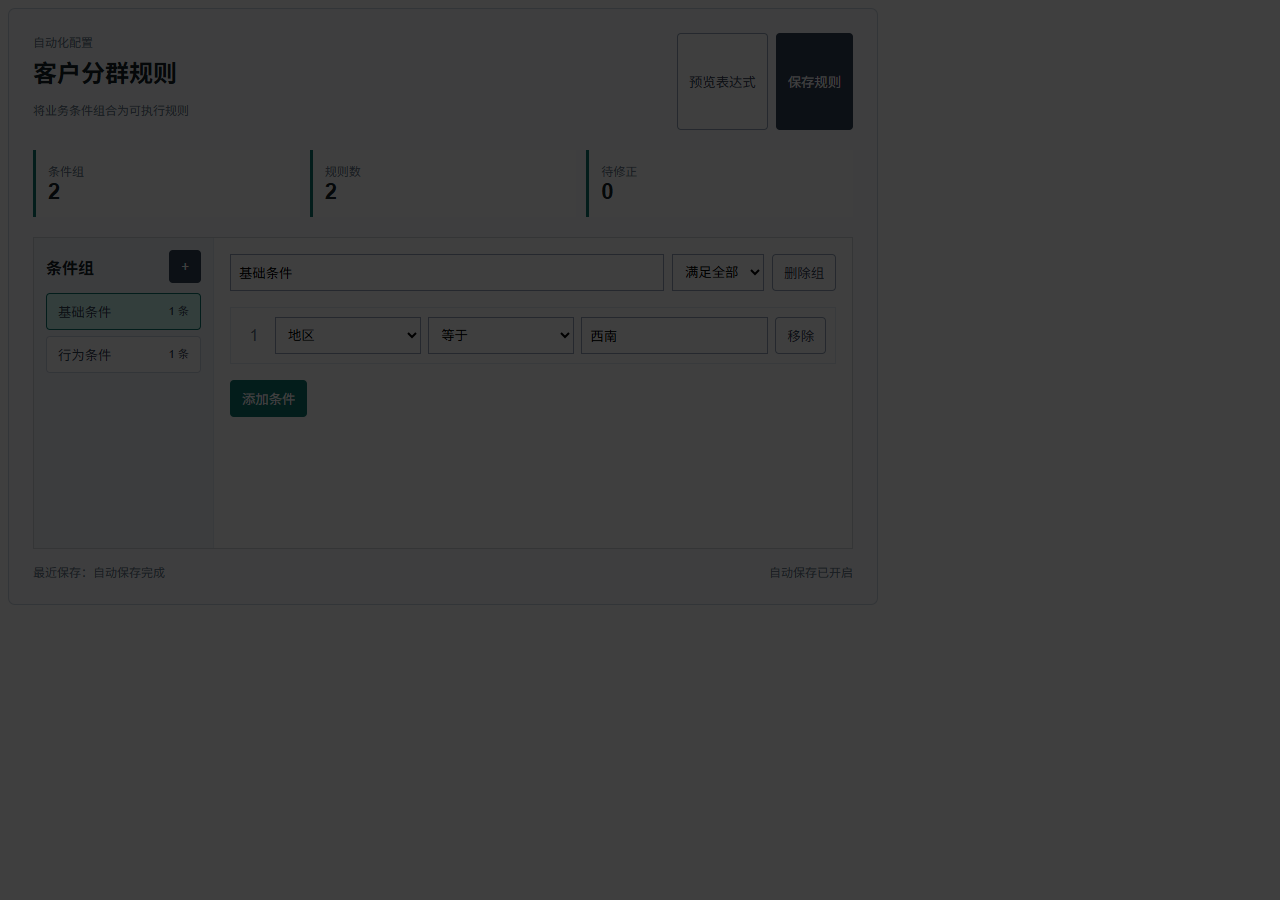 自动化配置
客户分群规则
将业务条件组合为可执行规则
预览表达式
保存规则
条件组
2
规则数
2
待修正
0
条件组
+
基础条件 1 条
行为条件 1 条
基础条件 满足全部 删除组
1 地区 等于 西南 移除
添加条件
最近保存：自动保存完成
自动保存已开启